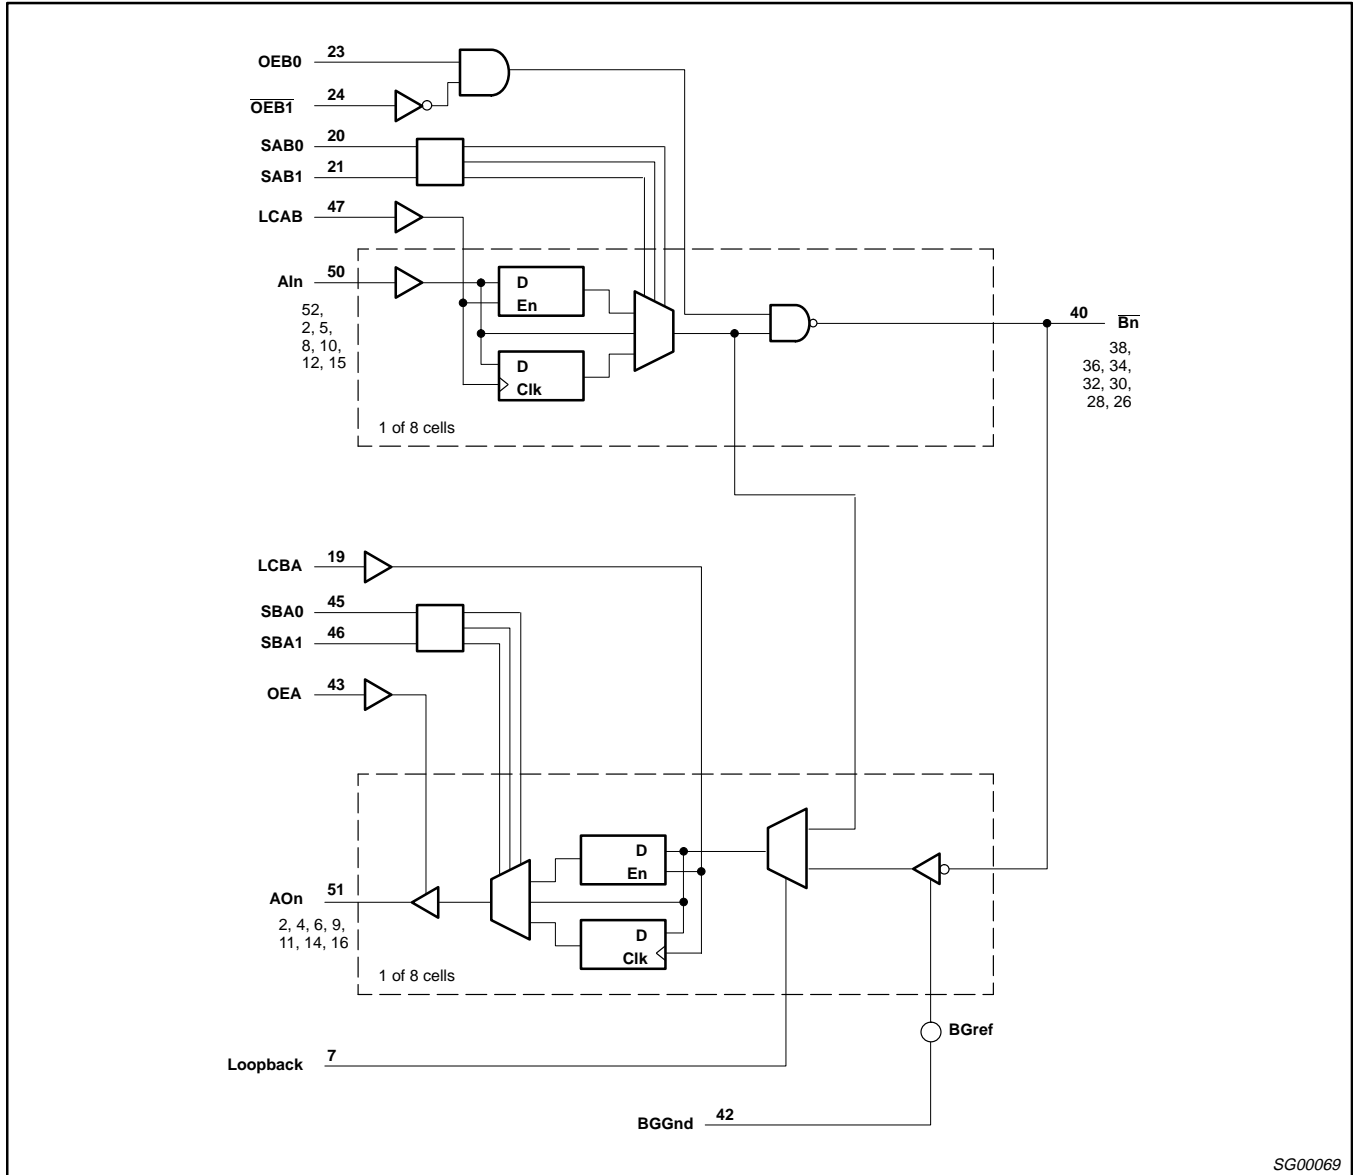 OEB0 23
OEB1 24
SAB0 20
SAB1 21
LCAB 47
AIn 50
52,
2, 5,
8, 10,
12, 15
D
En
D
Clk
1 of 8 cells
40 Bn
38,
36, 34,
32, 30,
28, 26
LCBA 19
SBA0 45
SBA1 46
OEA 43
D
En
D
Clk
AOn 51
2, 4, 6, 9,
11, 14, 16
1 of 8 cells
BGref
Loopback 7
BGGnd 42
SG00069